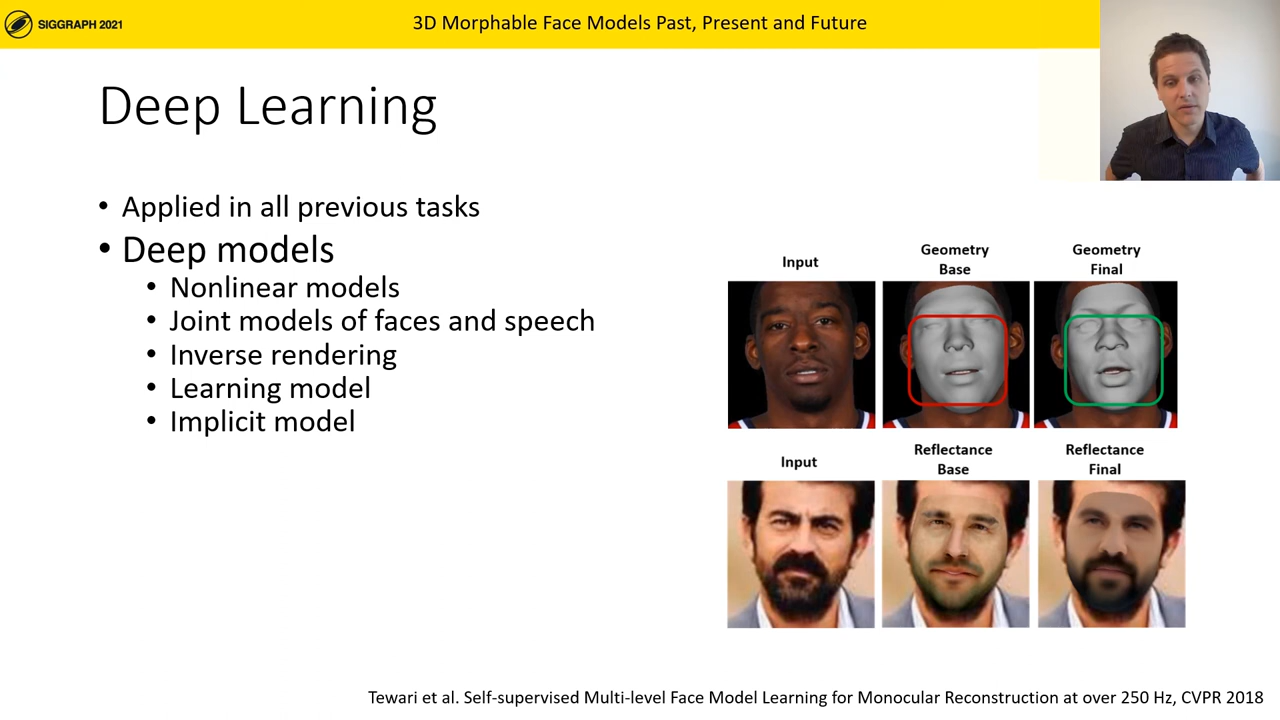 SIGGRAPH 2021
3D Morphable Face Models Past, Present and Future
Deep Learning
• Applied in all previous tasks
• Deep models
• Nonlinear models
• Joint models of faces and speech
• Inverse rendering
• Learning model
• Implicit model
Input
Geometry
Base
Geometry
Final
Input
Reflectance
Base
Reflectance
Final
Tewari et al. Self-supervised Multi-level Face Model Learning for Monocular Reconstruction at over 250 Hz, CVPR 2018